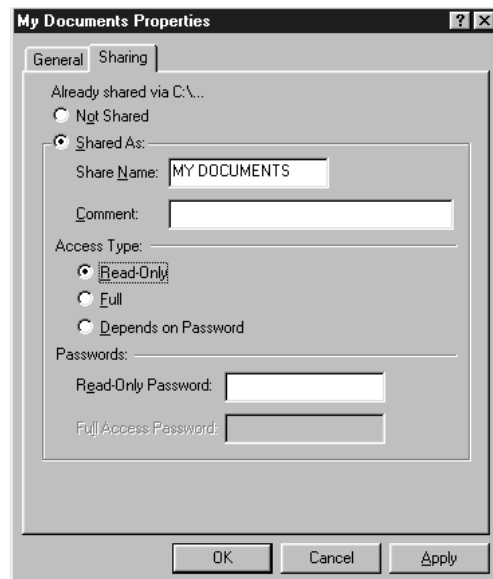 My Documents Properties
General Sharing
Already shared via C:\...
Not Shared
Shared As:
Share Name: MY DOCUMENTS
Comment:
Access Type:
Read-Only
Full
Depends on Password
Passwords:
Read-Only Password:
Full Access Password:
OK Cancel Apply